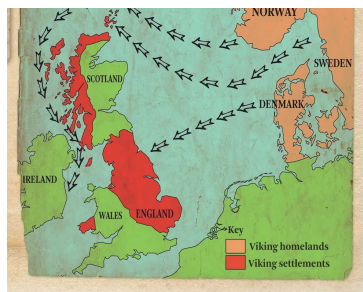 NORWAY
SCOTLAND
SWEDEN
DENMARK
IRELAND
WALES
ENGLAND
Key
Viking homelands
Viking settlements